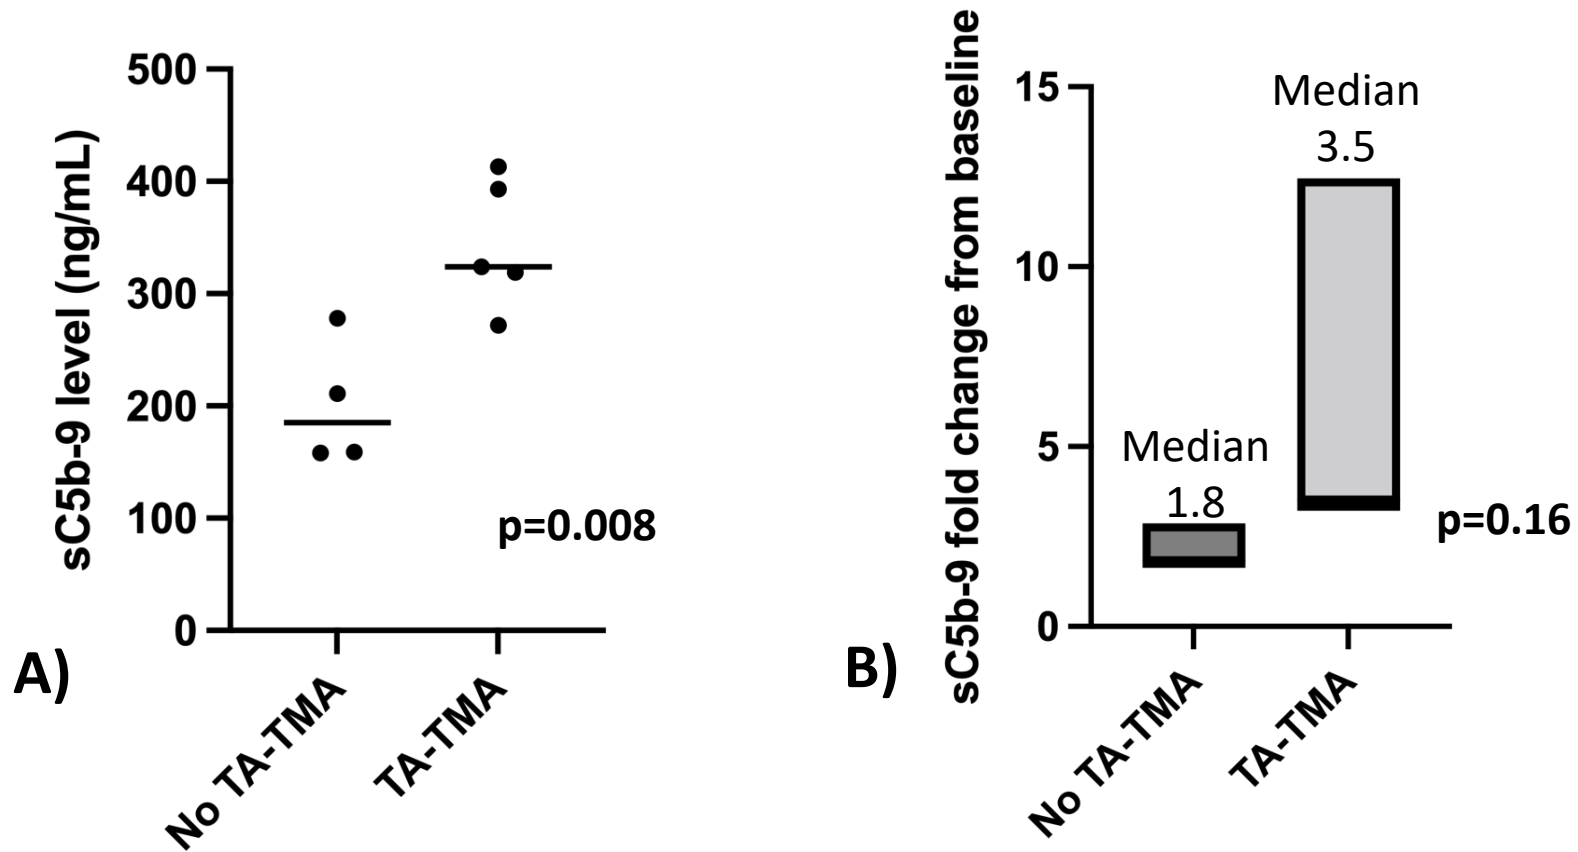 sC5b-9 level (ng/mL)
500
400
300
200
100
0
p=0.008
No TA-TMA
TA-TMA
A)
sC5b-9 fold change from baseline
15
10
5
0
Median
3.5
Median
1.8
p=0.16
No TA-TMA
TA-TMA
B)